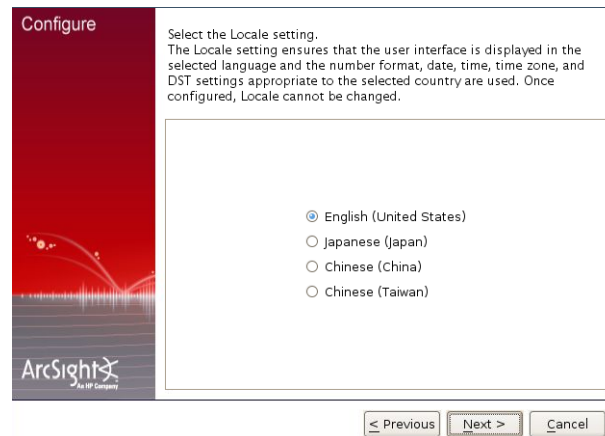 Configure
Select the Locale setting.
The Locale setting ensures that the user interface is displayed in the
selected language and the number format, date, time, time zone, and
DST settings appropriate to the selected country are used. Once
configured, Locale cannot be changed.
English (United States)
Japanese (Japan)
Chinese (China)
Chinese (Taiwan)
ArcSight
An HP Company
< Previous
Next >
Cancel